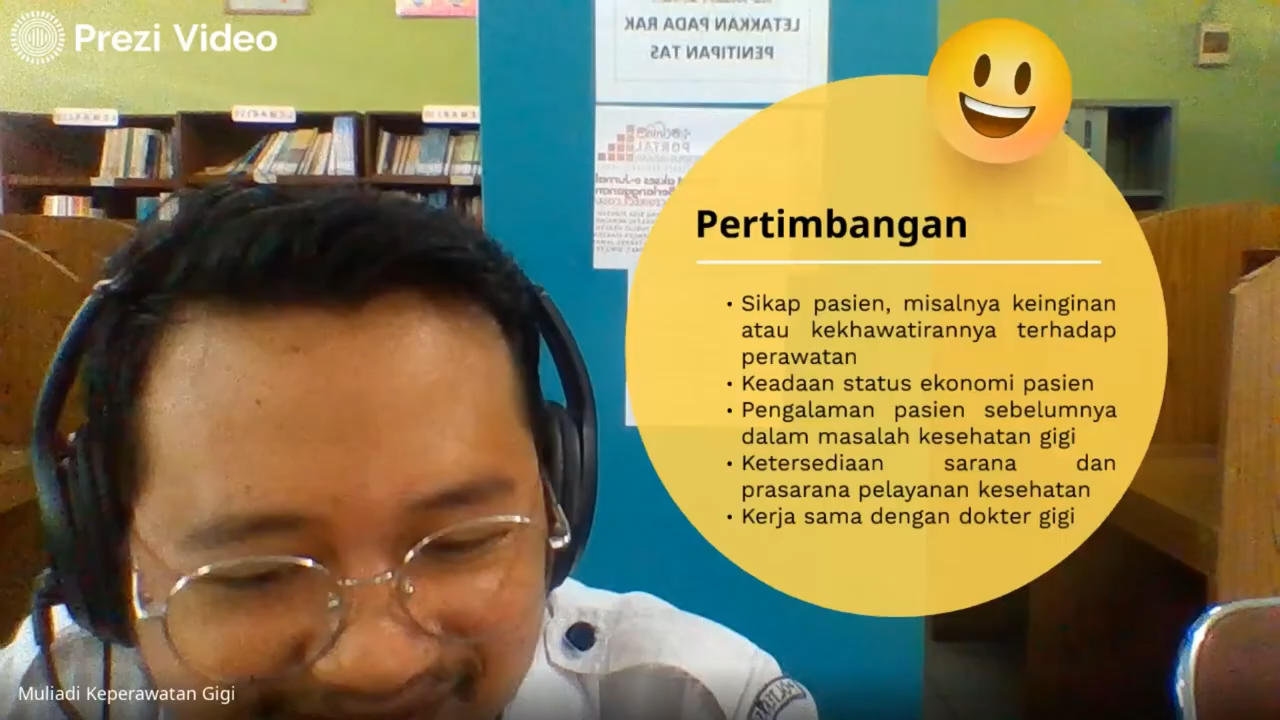 Prezi Video
LETAKKAN PADA RAK
PENITIPAN TAS
PORTAL
Pertimbangan
• Sikap pasien, misalnya keinginan
atau kekhawatirannya terhadap
perawatan
• Keadaan status ekonomi pasien
• Pengalaman pasien sebelumnya
dalam masalah kesehatan gigi
• Ketersediaan sarana dan
prasarana pelayanan kesehatan
• Kerja sama dengan dokter gigi
Muliadi Keperawatan Gigi